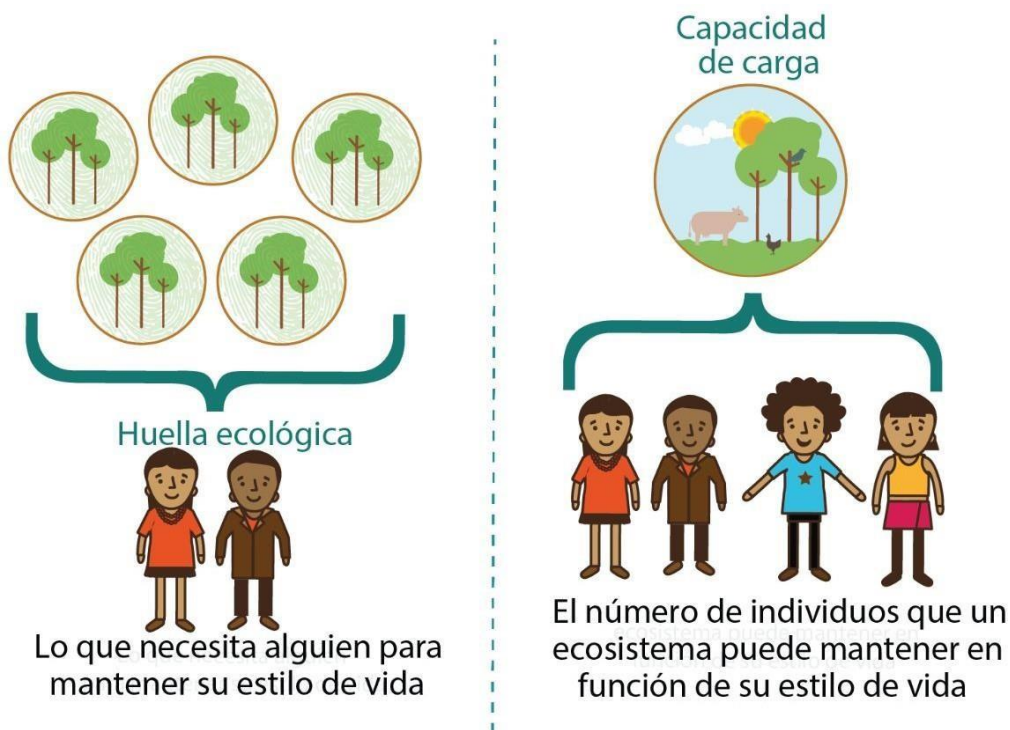 Huella ecológica
Lo que necesita alguien para
mantener su estilo de vida
Capacidad
de carga
El número de individuos que un
ecosistema puede mantener en
función de su estilo de vida